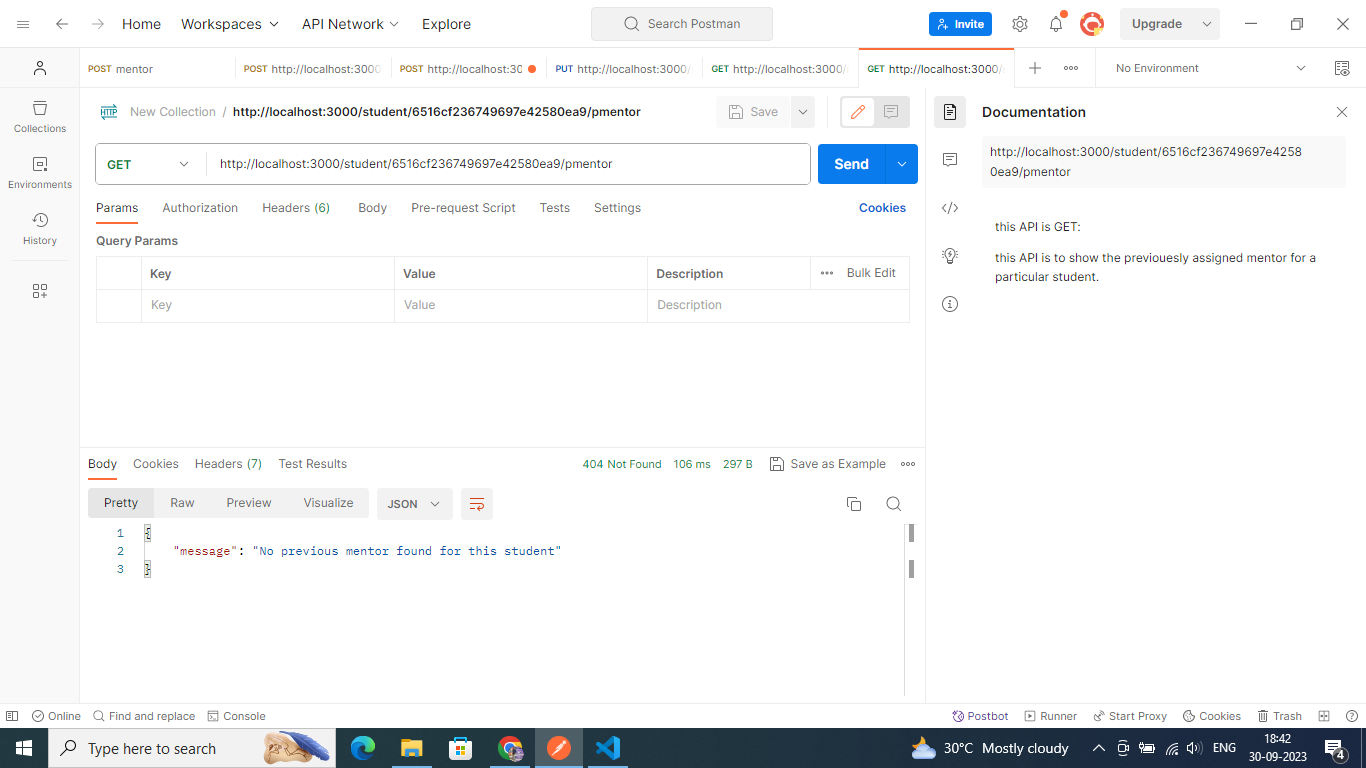 Home Workspaces API Network Explore Search Postman Invite Upgrade
POST mentor POST http://localhost:3000 POST http://localhost:30 PUT http://localhost:3000/ GET http://localhost:3000/ GET http://localhost:3000/ No Environment
HTTP New Collection / http://localhost:3000/student/6516cf236749697e42580ea9/pmentor Save
Documentation
Collections
Environments
History
GET http://localhost:3000/student/6516cf236749697e42580ea9/pmentor Send
http://localhost:3000/student/6516cf236749697e4258
0ea9/pmentor
Params Authorization Headers (6) Body Pre-request Script Tests Settings Cookies
this API is GET:
this API is to show the previouesly assigned mentor for a
particular student.
Query Params
Key Value Description Bulk Edit
Key Value Description
Body Cookies Headers (7) Test Results 404 Not Found 106 ms 297 B Save as Example
Pretty Raw Preview Visualize JSON
1 {
2 "message": "No previous mentor found for this student"
3 }
Online Find and replace Console Postbot Runner Start Proxy Cookies Trash
Type here to search 30°C Mostly cloudy ENG 18:42
30-09-2023 4